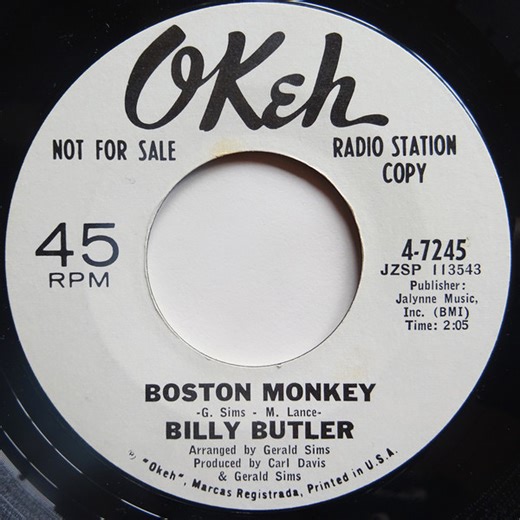 OKeh
NOT FOR SALE
RADIO STATION
COPY
45
RPM
4-7245
JZSP 113543
Publisher:
Jalynne Music,
Inc. (BMI)
Time: 2:05
BOSTON MONKEY
-G. Sims - M. Lance-
BILLY BUTLER
Arranged by Gerald Sims
Produced by Carl Davis
& Gerald Sims
℗ "Okeh", Marcas Registrada, Printed in U.S.A.